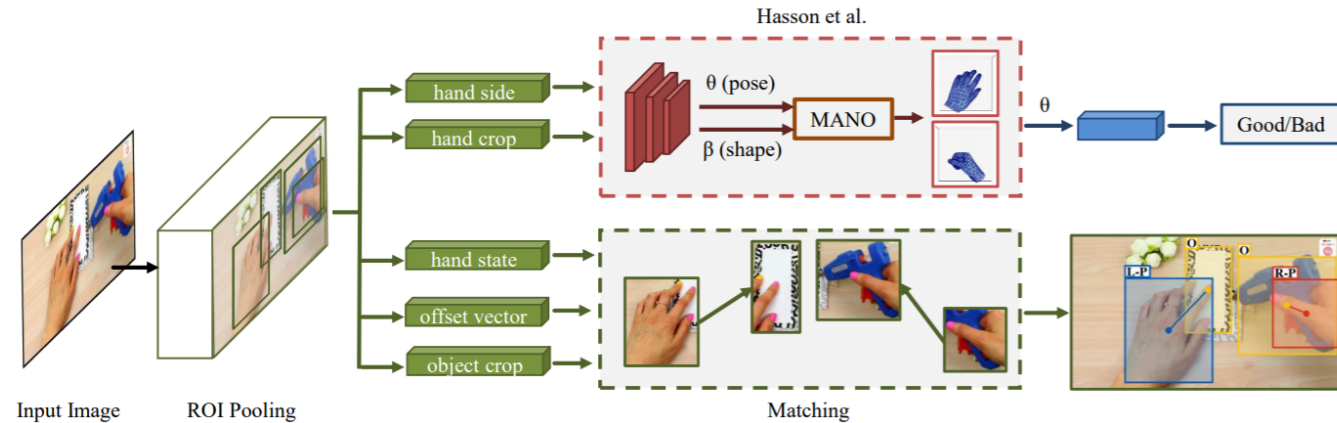 Hasson et al.
hand side
hand crop
θ (pose)
β (shape)
MANO
θ
Good/Bad
hand state
offset vector
object crop
L-P
O
O
R-P
Input Image
ROI Pooling
Matching